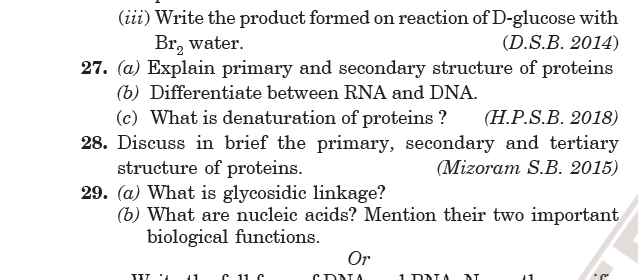 (iii) Write the product formed on reaction of D-glucose with
Br₂ water. (D.S.B. 2014)
27. (a) Explain primary and secondary structure of proteins
(b) Differentiate between RNA and DNA.
(c) What is denaturation of proteins ? (H.P.S.B. 2018)
28. Discuss in brief the primary, secondary and tertiary
structure of proteins. (Mizoram S.B. 2015)
29. (a) What is glycosidic linkage?
(b) What are nucleic acids? Mention their two important
biological functions.
Or